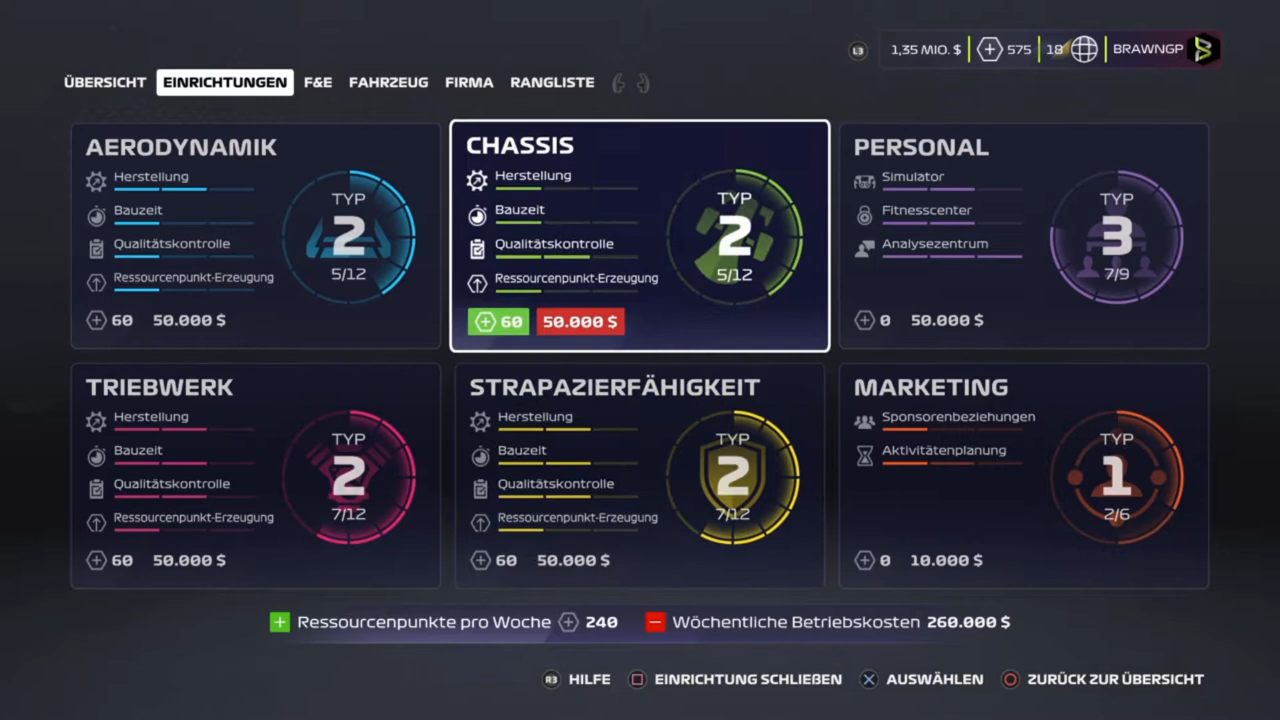 L3
1,35 MIO. $
575
18
BRAWNGP
ÜBERSICHT EINRICHTUNGEN F&E FAHRZEUG FIRMA RANGLISTE
AERODYNAMIK
Herstellung
Bauzeit
Qualitätskontrolle
Ressourcenpunkt-Erzeugung
TYP
2
5/12
60 50.000 $
CHASSIS
Herstellung
Bauzeit
Qualitätskontrolle
Ressourcenpunkt-Erzeugung
TYP
2
5/12
60 50.000 $
PERSONAL
Simulator
Fitnesscenter
Analysezentrum
TYP
3
7/9
0 50.000 $
TRIEBWERK
Herstellung
Bauzeit
Qualitätskontrolle
Ressourcenpunkt-Erzeugung
TYP
2
7/12
60 50.000 $
STRAPAZIERFÄHIGKEIT
Herstellung
Bauzeit
Qualitätskontrolle
Ressourcenpunkt-Erzeugung
TYP
2
7/12
60 50.000 $
MARKETING
Sponsorenbeziehungen
Aktivitätenplanung
TYP
1
2/6
0 10.000 $
+ Ressourcenpunkte pro Woche 240
− Wöchentliche Betriebskosten 260.000 $
R3 HILFE
EINRICHTUNG SCHLIEẞEN
AUSWÄHLEN
ZURÜCK ZUR ÜBERSICHT